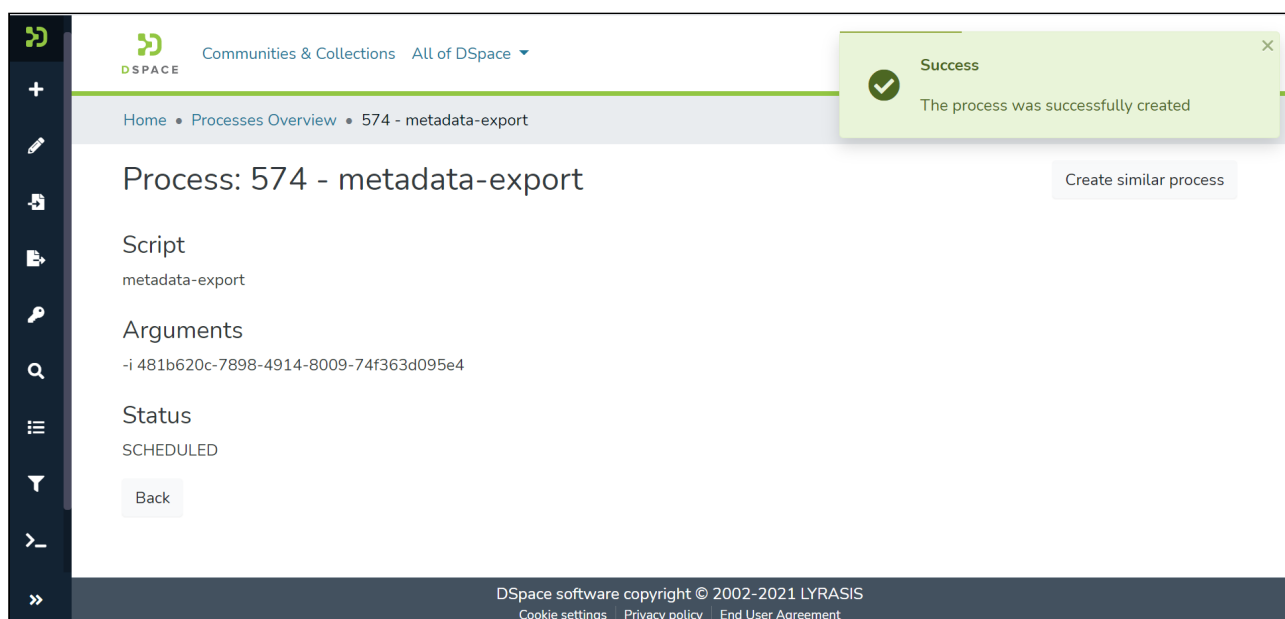 DSPACE
Communities & Collections All of DSpace
Success
The process was successfully created
Home • Processes Overview • 574 - metadata-export
Process: 574 - metadata-export
Create similar process
Script
metadata-export
Arguments
-i 481b620c-7898-4914-8009-74f363d095e4
Status
SCHEDULED
Back
DSpace software copyright © 2002-2021 LYRASIS
Cookie settings | Privacy policy | End User Agreement